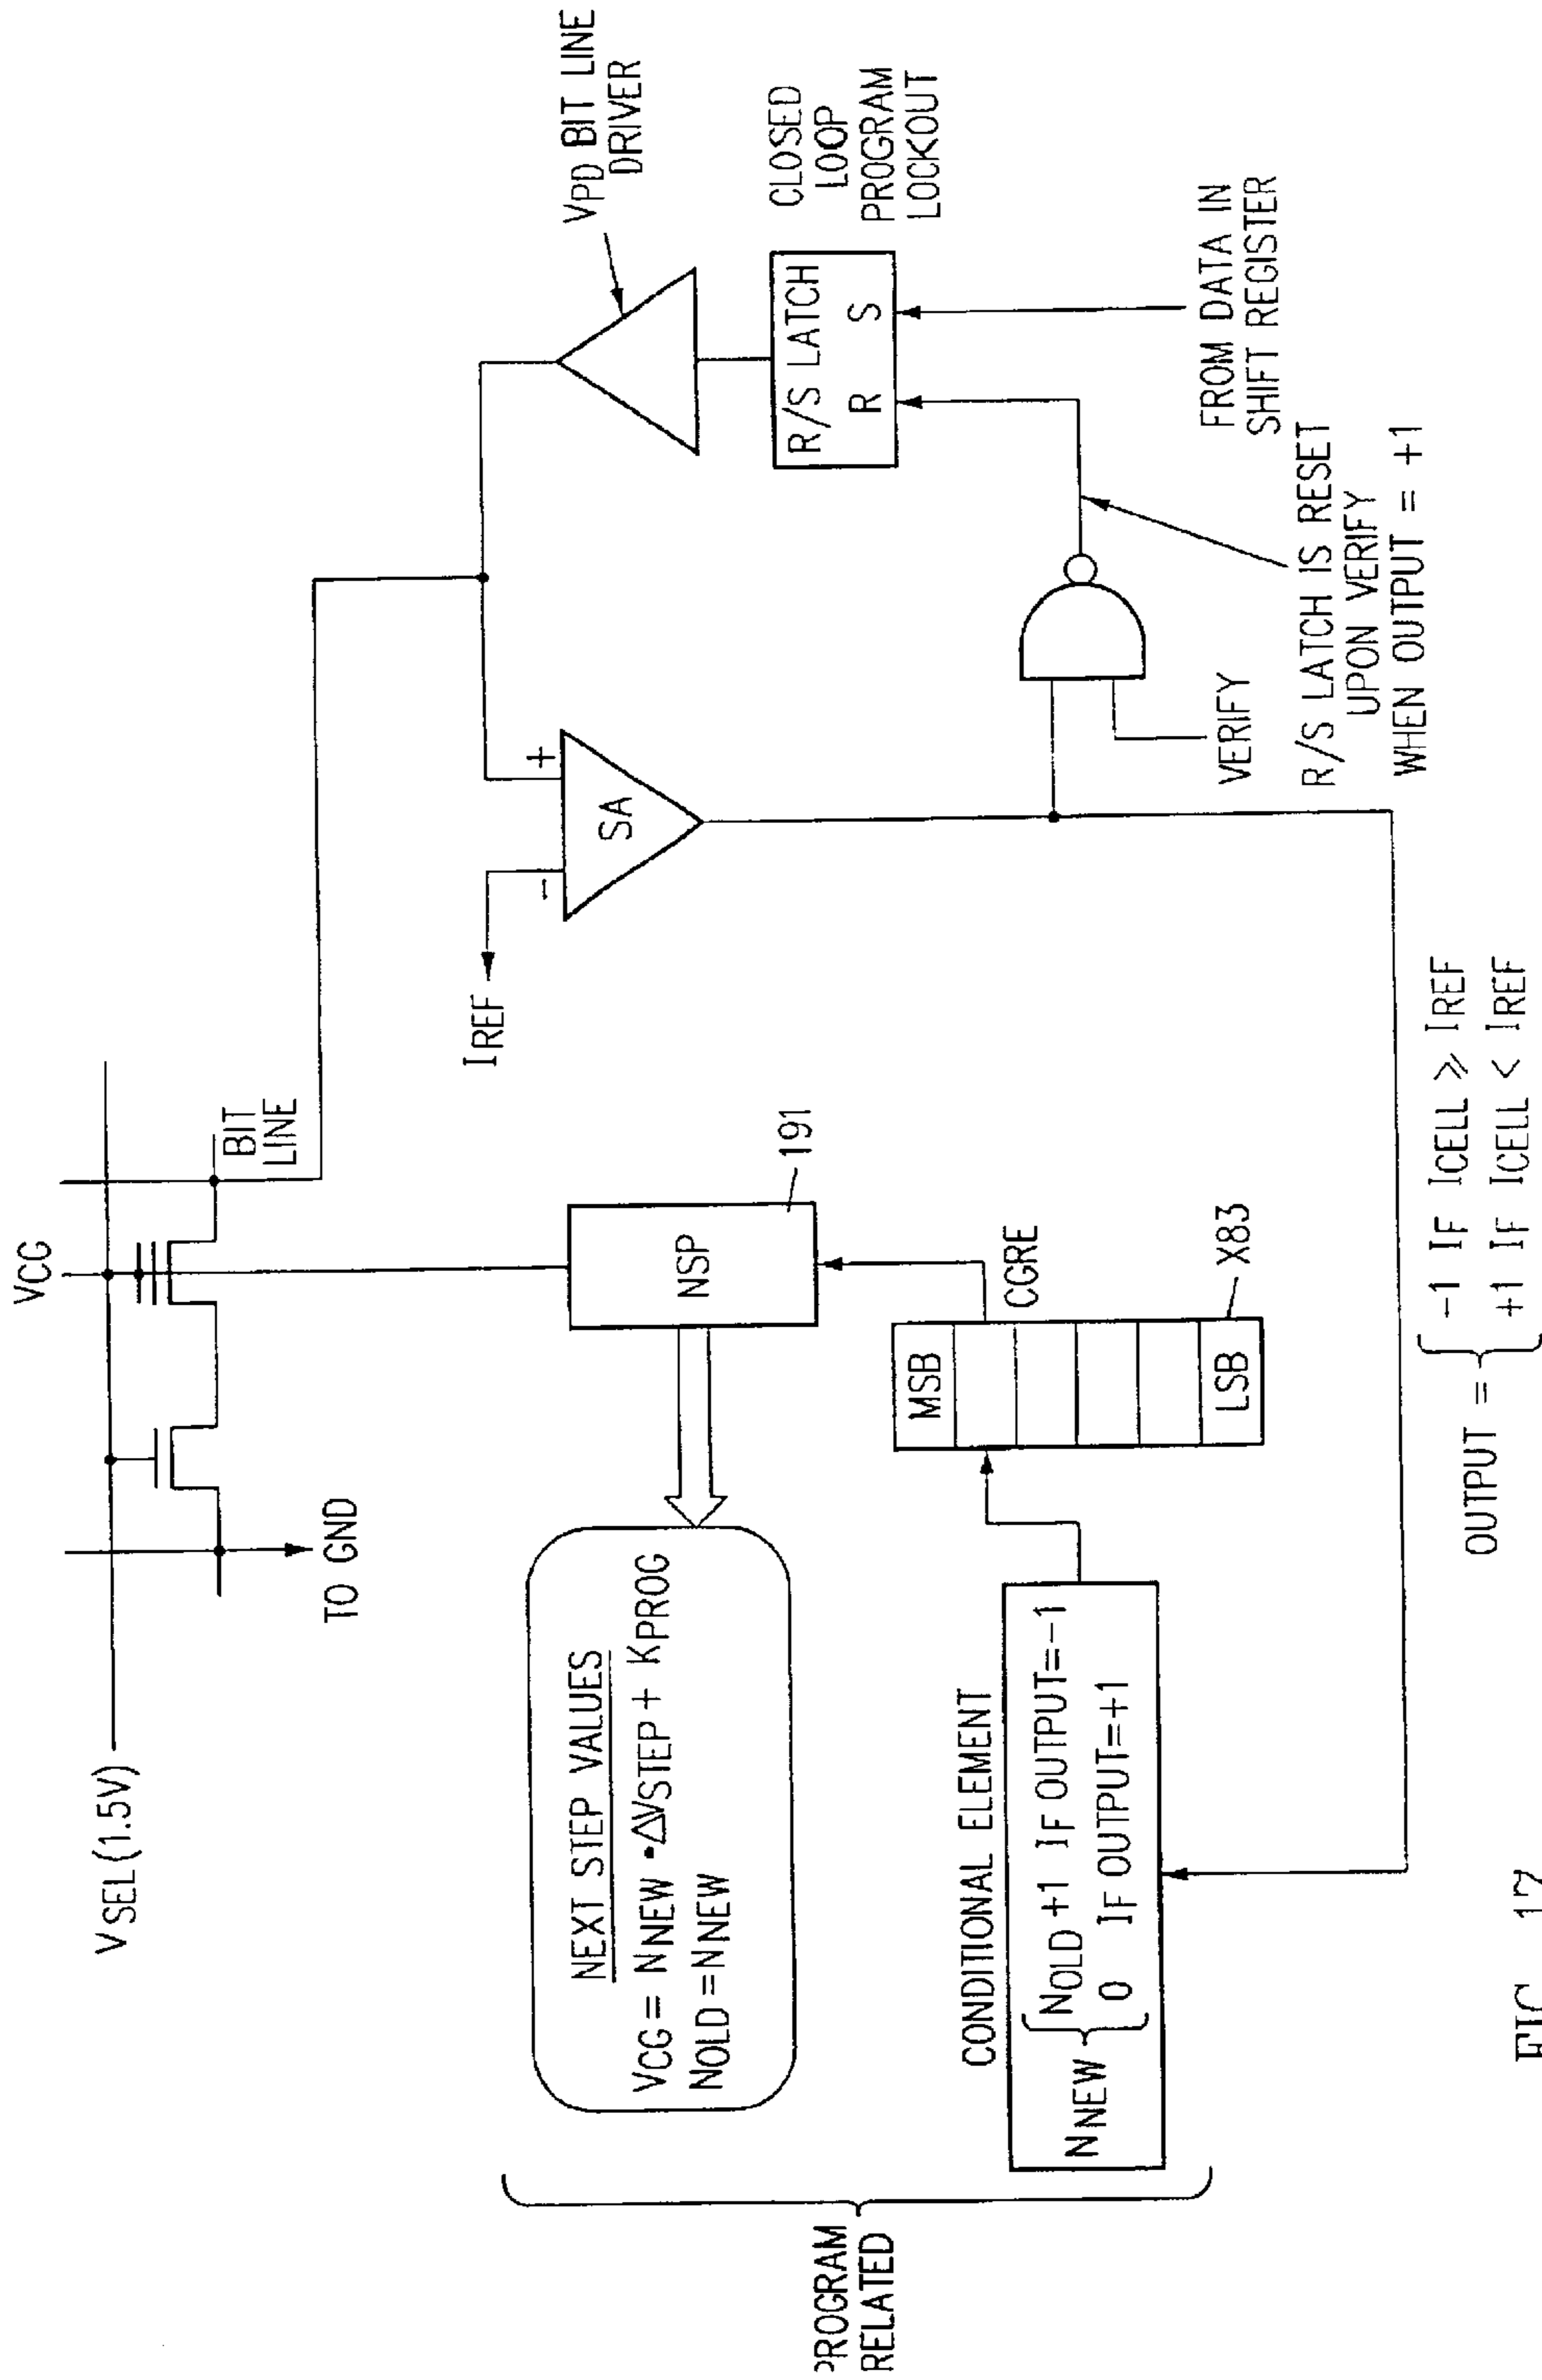 VSEL(1.5V)
VCG
TO GND
BIT
LINE
VPD BIT LINE
DRIVER
IREF
-
+
SA
CLOSED
LOOP
PROGRAM
LOCKOUT
R/S LATCH
R S
FROM DATA IN
SHIFT REGISTER
VERIFY
R/S LATCH IS RESET
UPON VERIFY
WHEN OUTPUT = +1
PROGRAM
RELATED
NEXT STEP VALUES
VCG = NNEW •ΔVSTEP + KPROG
NOLD = NNEW
NSP
191
CGRE
MSB
LSB
X83
CONDITIONAL ELEMENT
NNEW { NOLD +1 IF OUTPUT=-1
0 IF OUTPUT=+1
OUTPUT = { -1 IF ICELL ⩾ IREF
+1 IF ICELL < IREF
FIG. 17